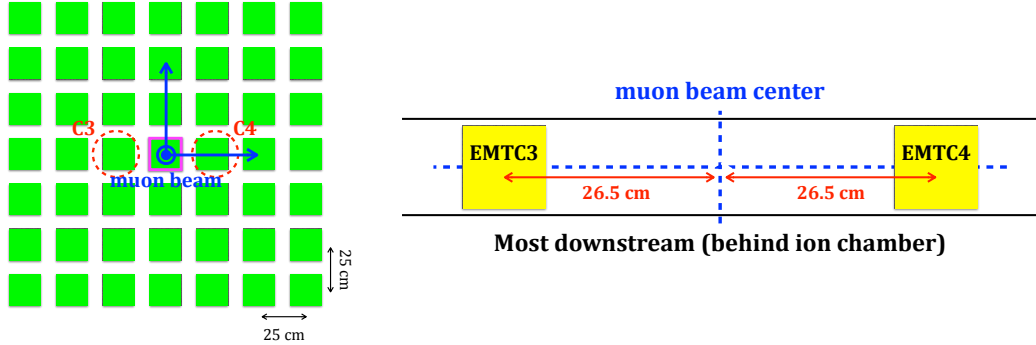 C3
C4
muon beam
25 cm
25 cm
muon beam center
EMTC3
EMTC4
26.5 cm
26.5 cm
Most downstream (behind ion chamber)